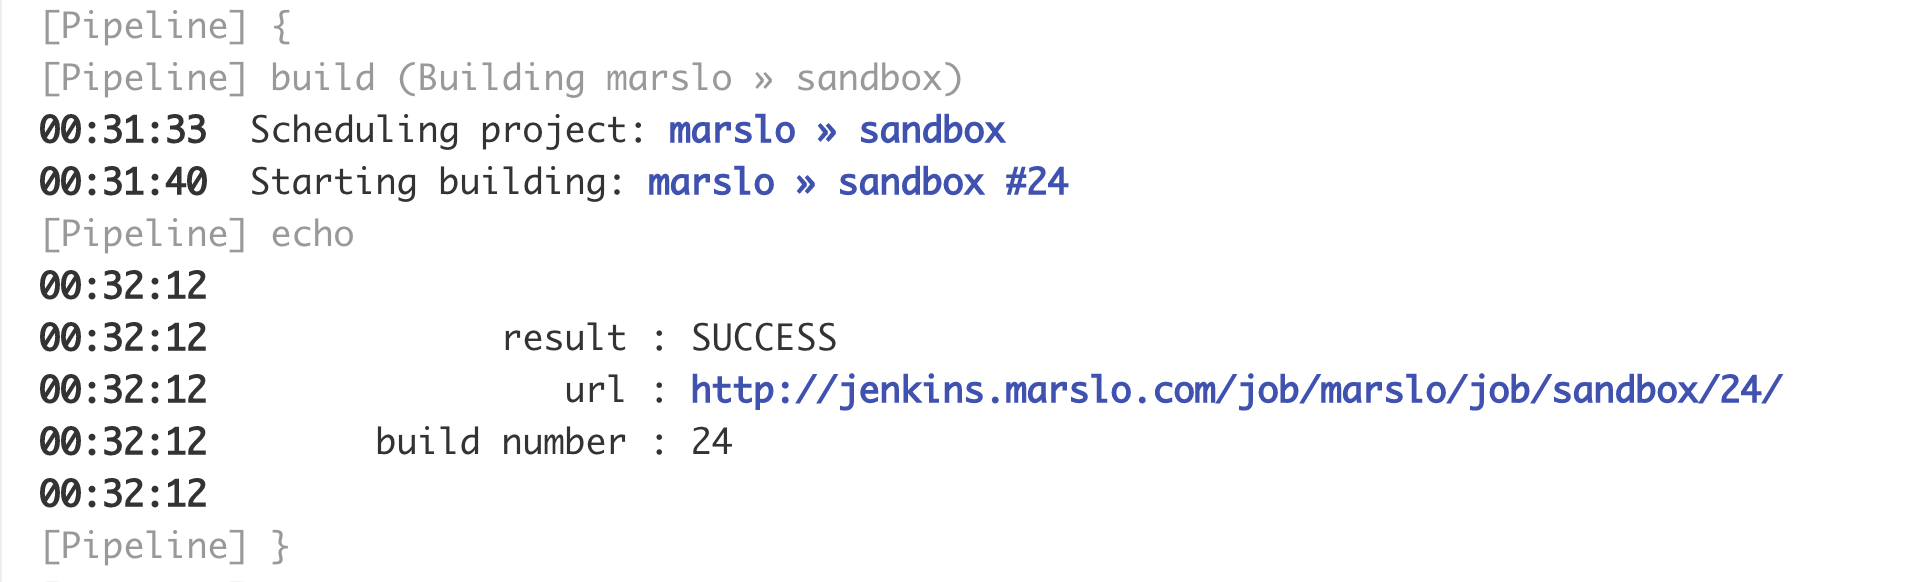 [Pipeline] {
[Pipeline] build (Building marslo » sandbox)
00:31:33  Scheduling project: marslo » sandbox
00:31:40  Starting building: marslo » sandbox #24
[Pipeline] echo
00:32:12
00:32:12              result : SUCCESS
00:32:12                 url : http://jenkins.marslo.com/job/marslo/job/sandbox/24/
00:32:12        build number : 24
00:32:12
[Pipeline] }